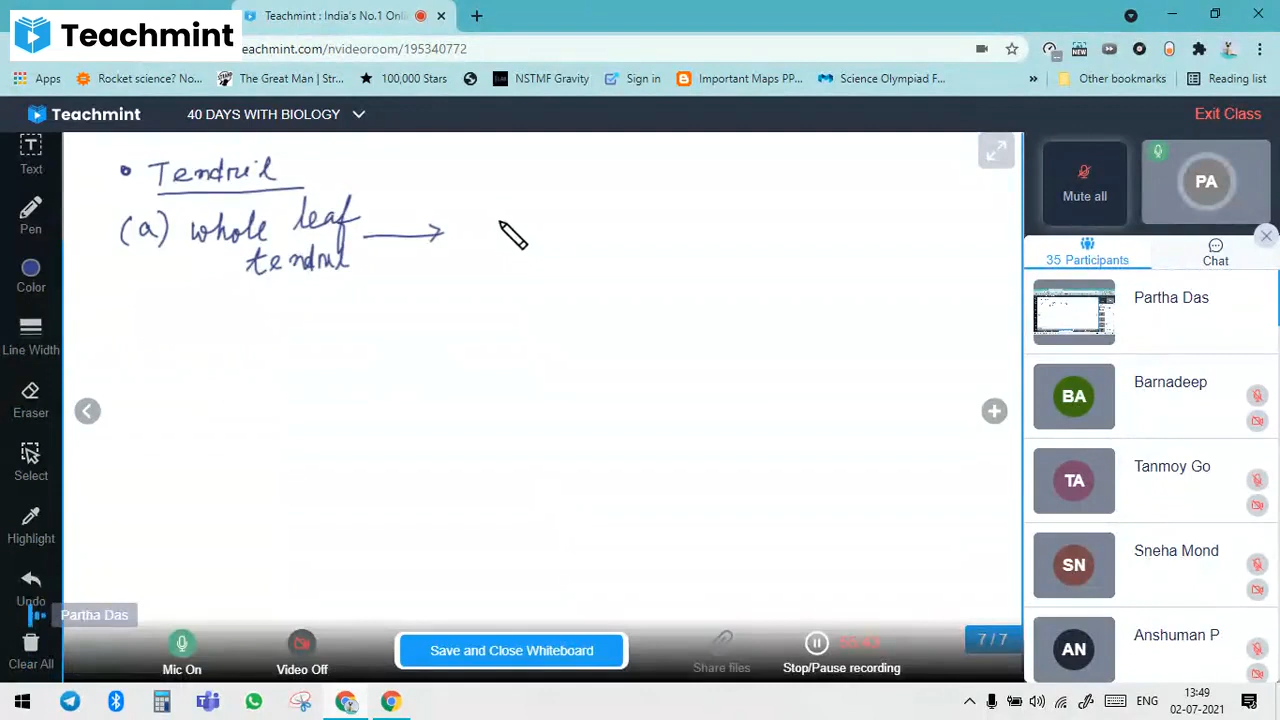 Teachmint : India's No.1 Onli
Teachmint
eachmint.com/nvideoroom/195340772
Apps
Rocket science? No...
The Great Man | Str...
100,000 Stars
NSTMF Gravity
Sign in
Important Maps PP...
Science Olympiad F...
»
Other bookmarks
Reading list
Teachmint
40 DAYS WITH BIOLOGY
Exit Class
Text
Pen
Color
Line Width
Eraser
Select
Highlight
Undo
Clear All
• Tendril
(a) whole leaf
tendril
Mute all
PA
35 Participants
Chat
Partha Das
BA
Barnadeep
TA
Tanmoy Go
SN
Sneha Mond
AN
Anshuman P
Partha Das
Mic On
Video Off
Save and Close Whiteboard
Share files
Stop/Pause recording
7 / 7
ENG
13:49
02-07-2021